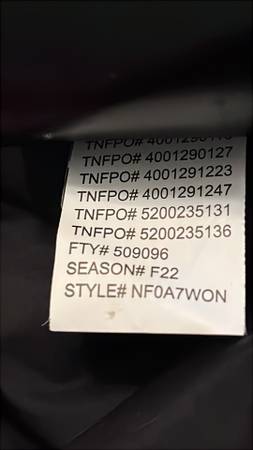 TNFPO# 4001290127
TNFPO# 4001291223
TNFPO# 4001291247
TNFPO# 5200235131
TNFPO# 5200235136
FTY# 509096
SEASON# F22
STYLE# NF0A7WON